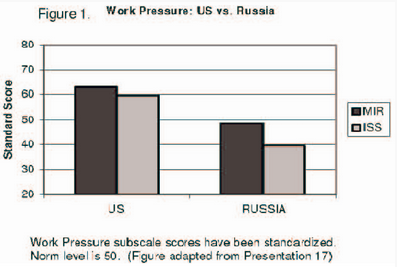 Figure 1. Work Pressure: US vs. Russia
80
70
60
50
40
30
20
Standard Score
US RUSSIA
MIR
ISS
Work Pressure subscale scores have been standardized.
Norm level is 50. (Figure adapted from Presentation 17)